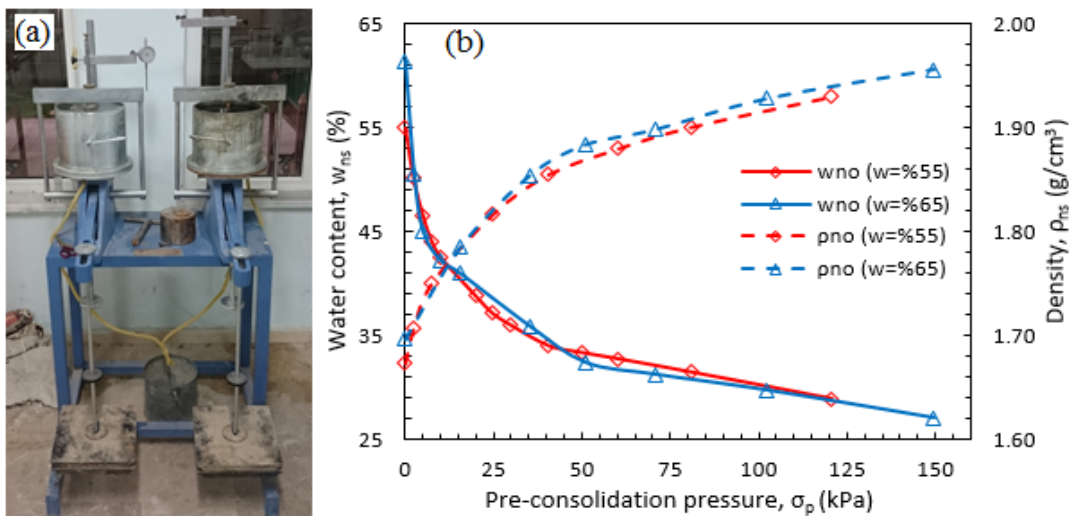 (a)
(b)
Water content, wₙₛ (%)
65
55
45
35
25
0
25
50
75
100
125
150
Pre-consolidation pressure, σₚ (kPa)
2.00
1.90
1.80
1.70
1.60
Density, ρₙₛ (g/cm³)
wno (w=%55)
wno (w=%65)
ρno (w=%55)
ρno (w=%65)